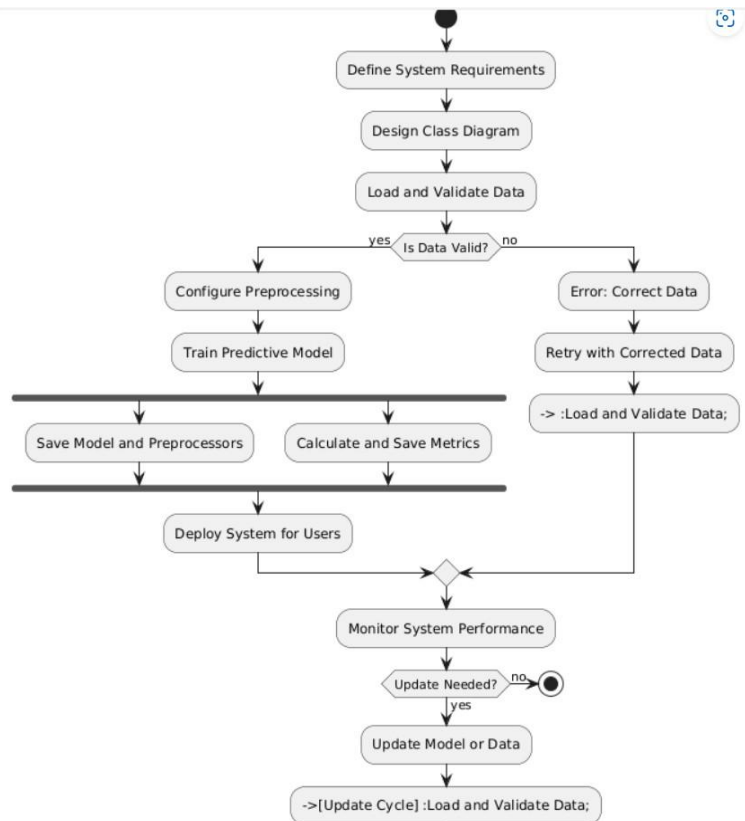 Define System Requirements
Design Class Diagram
Load and Validate Data
yes
Is Data Valid?
no
Configure Preprocessing
Error: Correct Data
Train Predictive Model
Retry with Corrected Data
Save Model and Preprocessors
Calculate and Save Metrics
-> :Load and Validate Data;
Deploy System for Users
Monitor System Performance
Update Needed?
no
yes
Update Model or Data
->[Update Cycle] :Load and Validate Data;